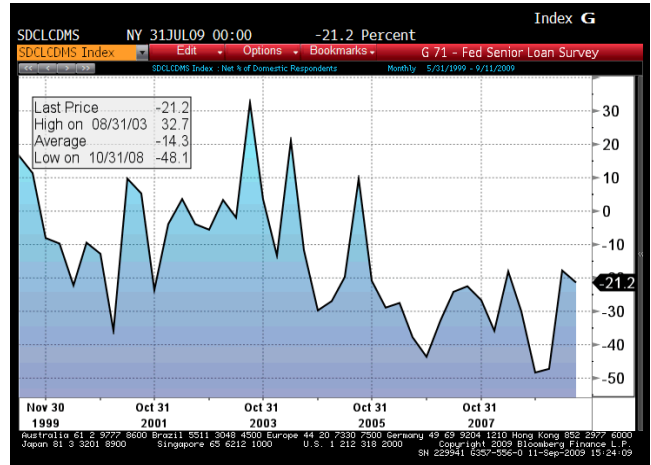 Index G
SDCLCDMS NY 31JUL09 00:00 -21.2 Percent
SDCLCDMS Index Edit Options Bookmarks G 71 - Fed Senior Loan Survey
<< < > >> SDCLCDMS Index : Net % of Domestic Respondents Monthly 5/31/1999 - 9/11/2009
Last Price -21.2
High on 08/31/03 32.7
Average -14.3
Low on 10/31/08 -48.1
30
20
10
0
-10
-21.2
-30
-40
-50
Nov 30 Oct 31 Oct 31 Oct 31 Oct 31
1999 2001 2003 2005 2007
Australia 61 2 9777 8600 Brazil 5511 3048 4500 Europe 44 20 7330 7500 Germany 49 69 9204 1210 Hong Kong 852 2977 6000
Japan 81 3 3201 8900 Singapore 65 6212 1000 U.S. 1 212 318 2000 Copyright 2009 Bloomberg Finance L.P.
SN 229941 G357-556-0 11-Sep-2009 15:24:09